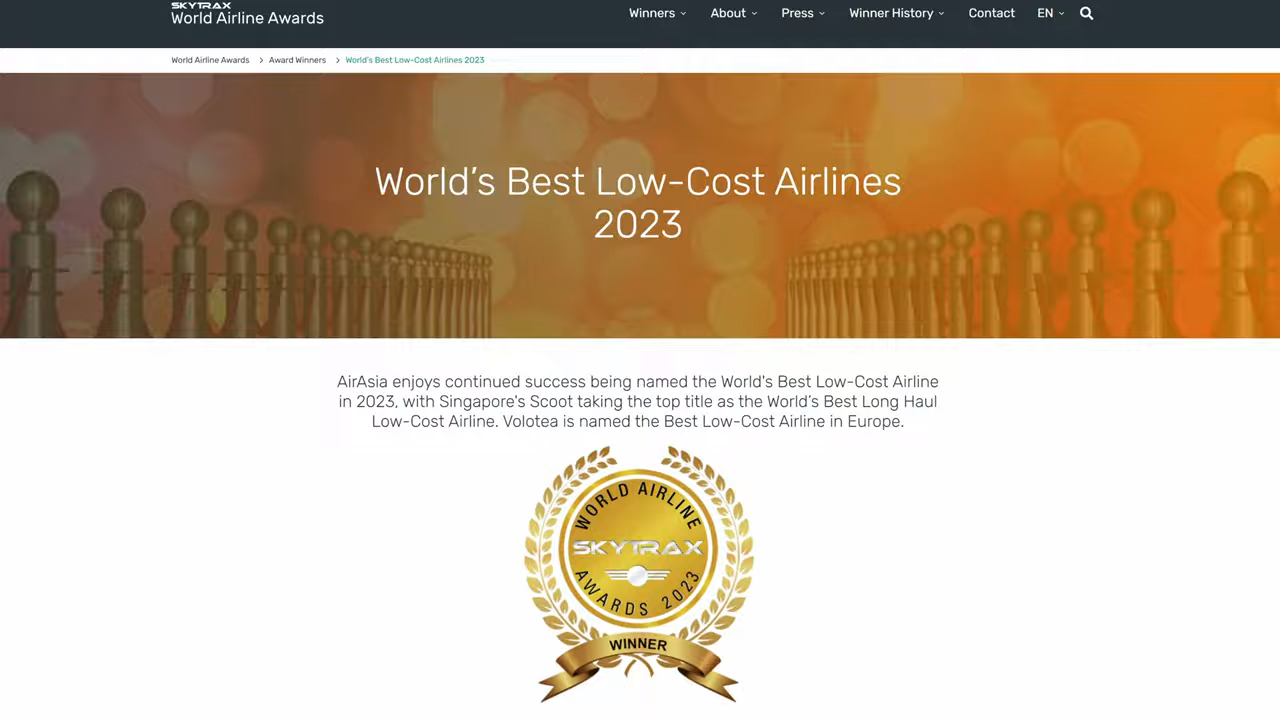 SKYTRAX
World Airline Awards
Winners
About
Press
Winner History
Contact
EN
World Airline Awards > Award Winners > World's Best Low-Cost Airlines 2023
World's Best Low-Cost Airlines
2023
AirAsia enjoys continued success being named the World's Best Low-Cost Airline
in 2023, with Singapore's Scoot taking the top title as the World's Best Long Haul
Low-Cost Airline. Volotea is named the Best Low-Cost Airline in Europe.
WORLD AIRLINE
SKYTRAX
AWARDS 2023
WINNER